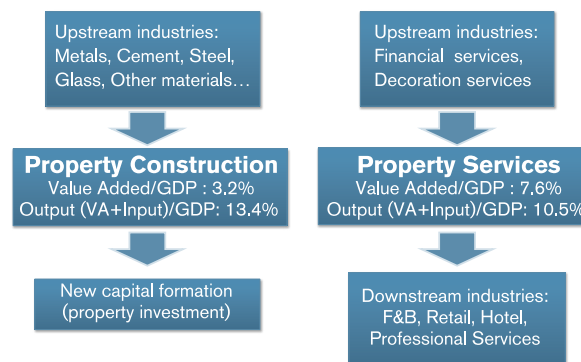 Upstream industries:
Metals, Cement, Steel,
Glass, Other materials...
Property Construction
Value Added/GDP : 3.2%
Output (VA+Input)/GDP: 13.4%
New capital formation
(property investment)
Upstream industries:
Financial services,
Decoration services
Property Services
Value Added/GDP : 7.6%
Output (VA+Input)/GDP: 10.5%
Downstream industries:
F&B, Retail, Hotel,
Professional Services